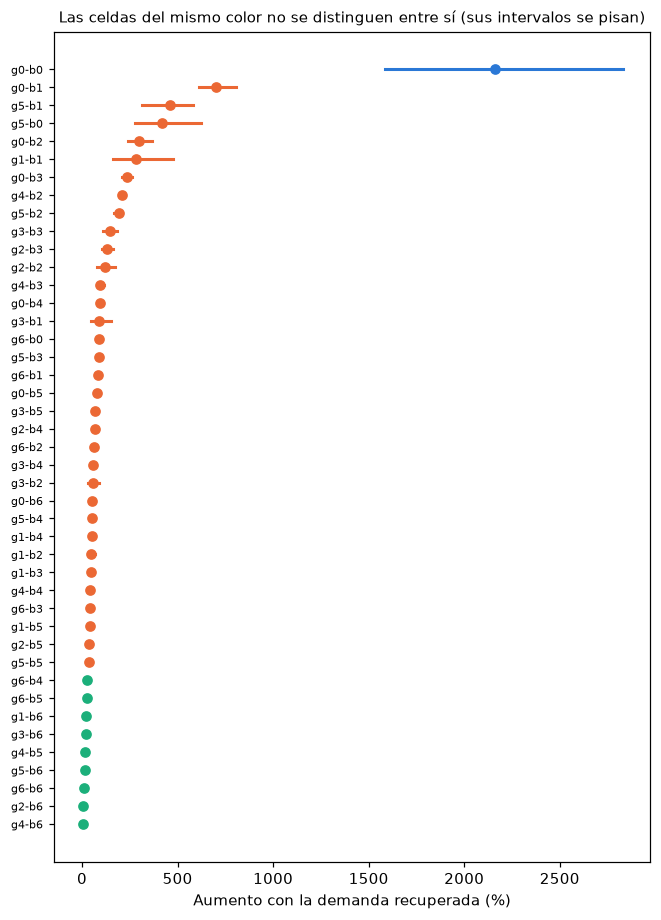 Las celdas del mismo color no se distinguen entre sí (sus intervalos se pisan)
g0-b0
g0-b1
g5-b1
g5-b0
g0-b2
g1-b1
g0-b3
g4-b2
g5-b2
g3-b3
g2-b3
g2-b2
g4-b3
g0-b4
g3-b1
g6-b0
g5-b3
g6-b1
g0-b5
g3-b5
g2-b4
g6-b2
g3-b4
g3-b2
g0-b6
g5-b4
g1-b4
g1-b2
g1-b3
g4-b4
g6-b3
g1-b5
g2-b5
g5-b5
g6-b4
g6-b5
g1-b6
g3-b6
g4-b5
g5-b6
g6-b6
g2-b6
g4-b6
0 500 1000 1500 2000 2500
Aumento con la demanda recuperada (%)